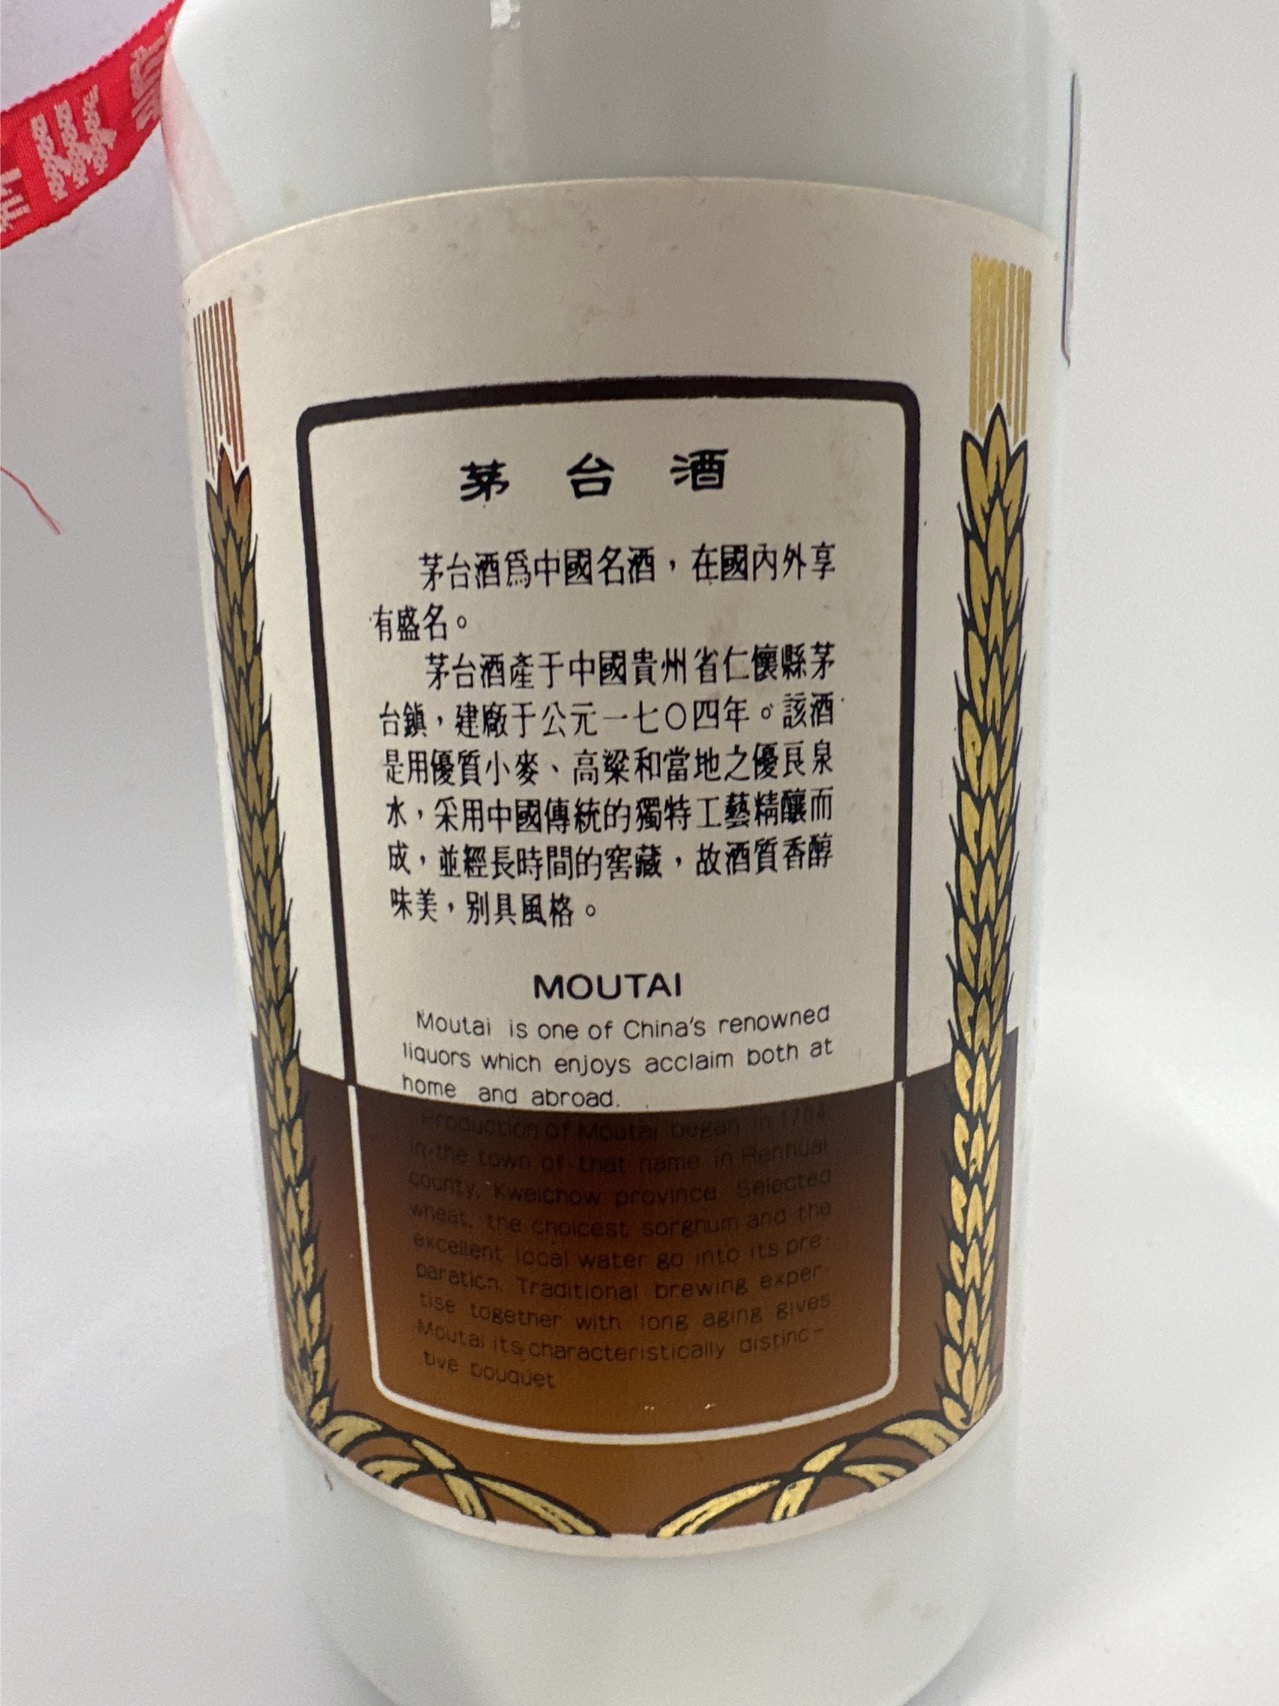 茅台酒
茅台酒爲中國名酒，在國內外享
有盛名。
茅台酒產于中國貴州省仁懷縣茅
台鎮，建廠于公元一七〇四年。該酒
是用優質小麥、高粱和當地之優良泉
水，采用中國傳統的獨特工藝精釀而
成，並經長時間的窖藏，故酒質香醇
味美，别具風格。
MOUTAI
Moutai is one of China's renowned
liquors which enjoys acclaim both at
home and abroad.
Production of Moutai began in 1704
in the town of that name in Renhuai
county, Kweichow province. Selected
wheat, the choicest sorghum and the
excellent local water go into its pre-
paration. Traditional brewing exper-
tise together with long aging gives
Moutai its characteristically distinc-
tive bouquet